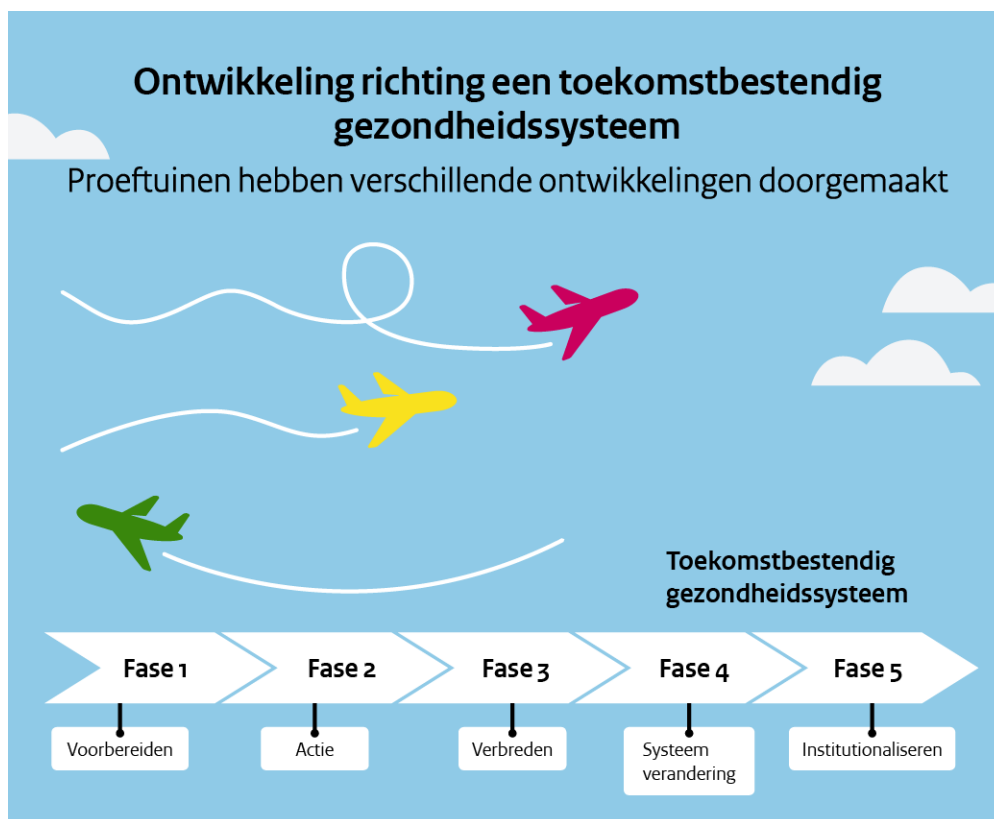 Ontwikkeling richting een toekomstbestendig
gezondheidssysteem
Proeftuinen hebben verschillende ontwikkelingen doorgemaakt
Toekomstbestendig
gezondheidssysteem
Fase 1
Fase 2
Fase 3
Fase 4
Fase 5
Voorbereiden
Actie
Verbreden
Systeem
verandering
Institutionaliseren